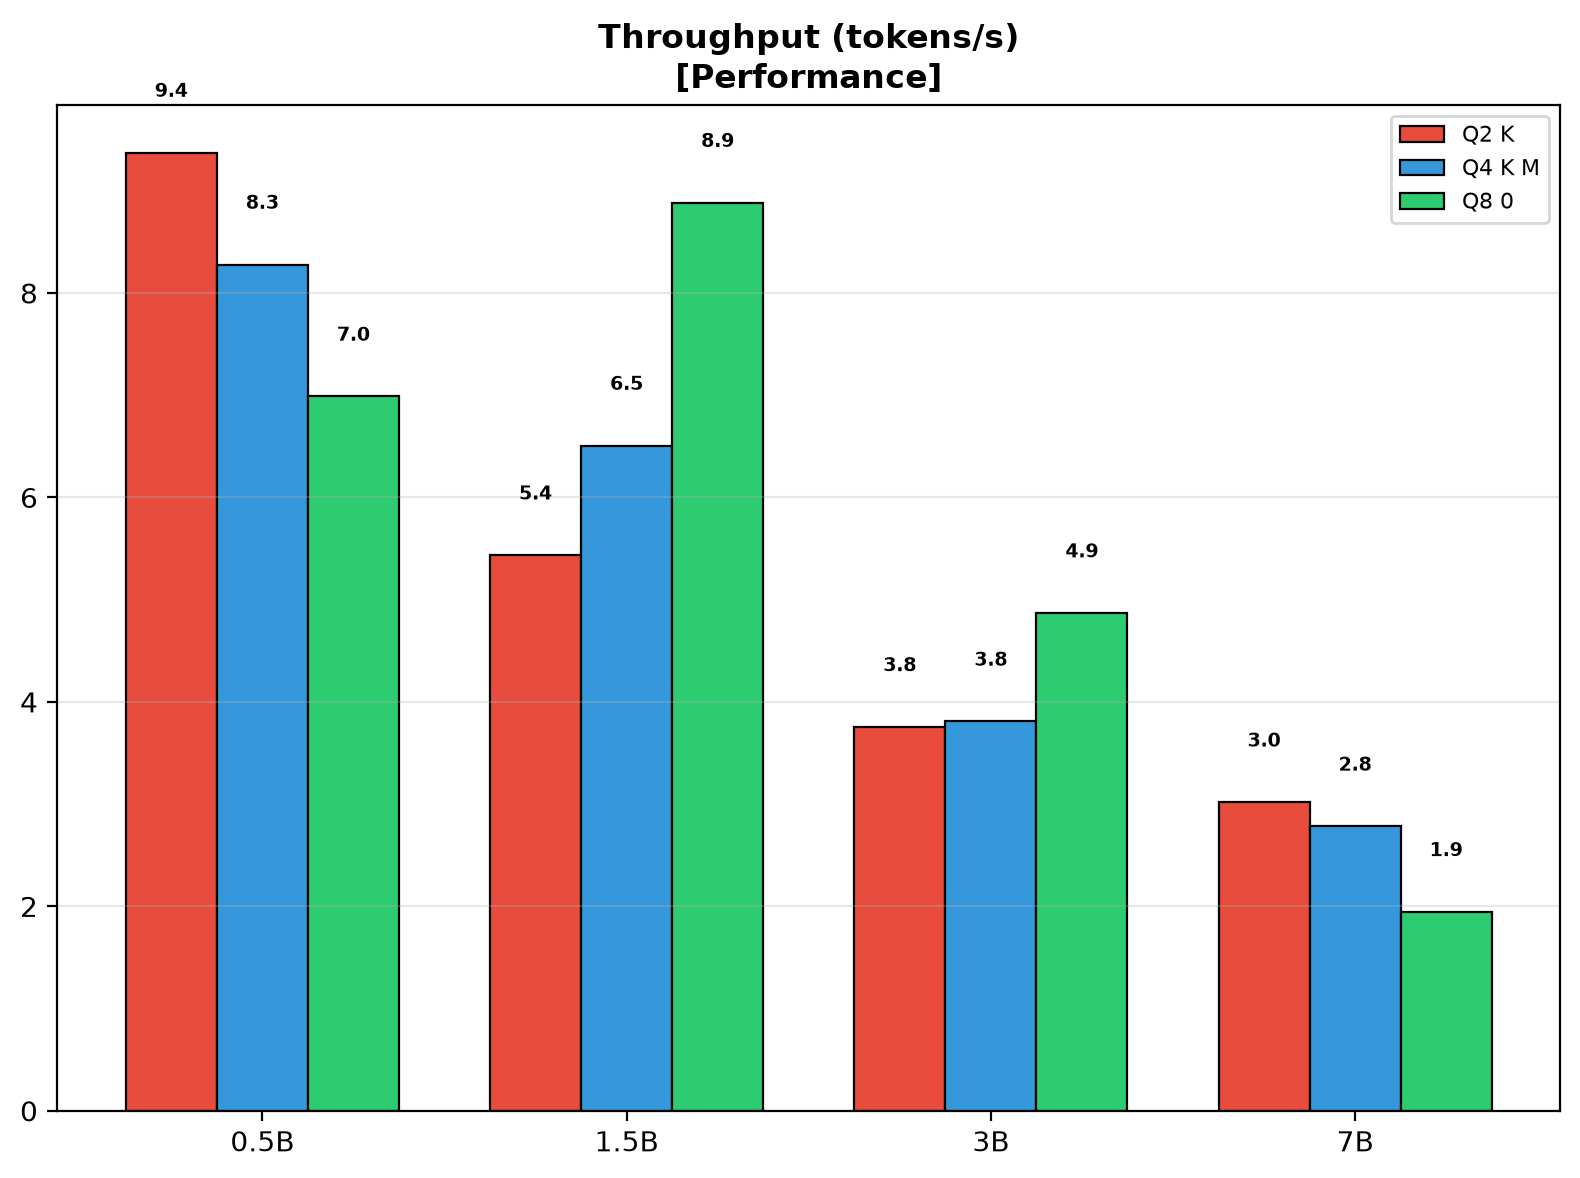 Throughput (tokens/s)
[Performance]
9.4
8.3
7.0
5.4
6.5
8.9
3.8
3.8
4.9
3.0
2.8
1.9
Q2 K
Q4 K M
Q8 0
8
6
4
2
0
0.5B
1.5B
3B
7B